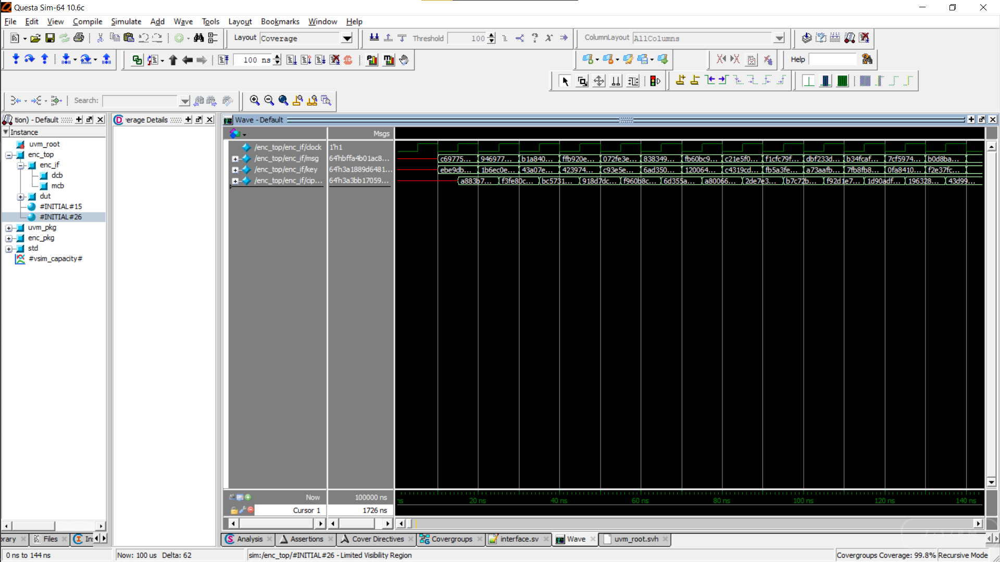 Questa Sim-64 10.6c
File Edit View Compile Simulate Add Wave Tools Layout Bookmarks Window Help
Layout Coverage Threshold 100 ColumnLayout AllColumns
100 ns Help
Search:
tion) - Default
erage Details
Wave - Default
Instance
uvm_root
enc_top
enc_if
dcb
mcb
dut
#INITIAL#15
#INITIAL#26
uvm_pkg
enc_pkg
std
#vsim_capacity#
Msgs
/enc_top/enc_if/clock 1'h1
/enc_top/enc_if/msg 64'hbffa4b01ac8... c69775... 946977... b1a840... ffb920e... 072fe3e... 838349... fb60bc9... c21e5f0... f1cfc79f... dbf233d... b34fcaf... 7cf5974... b0d8ba...
/enc_top/enc_if/key 64'h3a1889d6481... ebe9db... 1b6ec0e... 43a07e... 423974... c93e5e... 6ad350... 120064... c4319cd... fb5a3fe... a73aafb... 7fb8fb8... 0fa8410... f2e37fc...
/enc_top/enc_if/cip... 64'h3a3bb17059... a883b7... f3fe80c... bc5731... 918d7dc... f960b8c... 6d355a... a80066... 2de7e3... b7c72b... f92d1e7... 1d90adf... 196328... 43d99...
Now 100000 ns
ns 20 ns 40 ns 60 ns 80 ns 100 ns 120 ns 140 ns
Cursor 1 1726 ns
rary Files In
Analysis Assertions Cover Directives Covergroups interface.sv Wave uvm_root.svh
0 ns to 144 ns Now: 100 us Delta: 62 sim:/enc_top/#INITIAL#26 - Limited Visibility Region Covergroups Coverage: 99.8% Recursive Mode